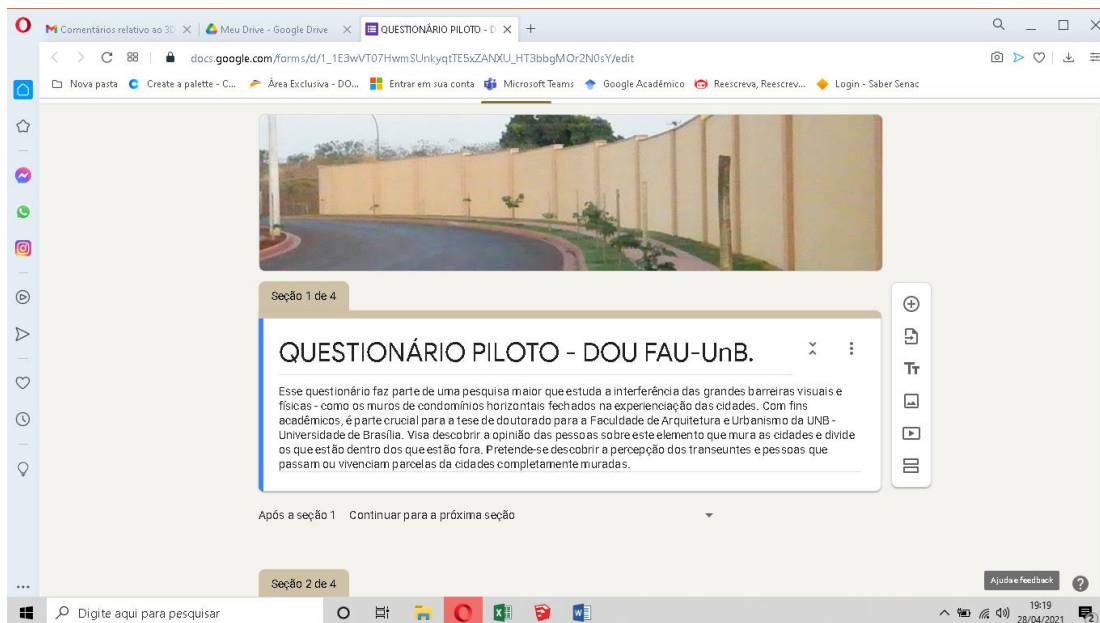 Comentários relativo ao 3D
Meu Drive - Google Drive
QUESTIONÁRIO PILOTO - D
docs.google.com/forms/d/1_1E3wVT07HwmSUnkyqtTE5xZANXU_HT3bbgMOr2N0sY/edit
Nova pasta Create a palette - C... Área Exclusiva - DO... Entrar em sua conta Microsoft Teams Google Acadêmico Reescreva, Reescrev... Login - Saber Senac
Seção 1 de 4
QUESTIONÁRIO PILOTO - DOU FAU-UnB.
Esse questionário faz parte de uma pesquisa maior que estuda a interferência das grandes barreiras visuais e
físicas - como os muros de condomínios horizontais fechados na experienciação das cidades. Com fins
acadêmicos, é parte crucial para a tese de doutorado para a Faculdade de Arquitetura e Urbanismo da UNB -
Universidade de Brasília. Visa descobrir a opinião das pessoas sobre este elemento que mura as cidades e divide
os que estão dentro dos que estão fora. Pretende-se descobrir a percepção dos transeuntes e pessoas que
passam ou vivenciam parcelas da cidades completamente muradas.
Tт
Após a seção 1 Continuar para a próxima seção
Seção 2 de 4
Ajuda e feedback
Digite aqui para pesquisar
19:19
28/04/2021
2